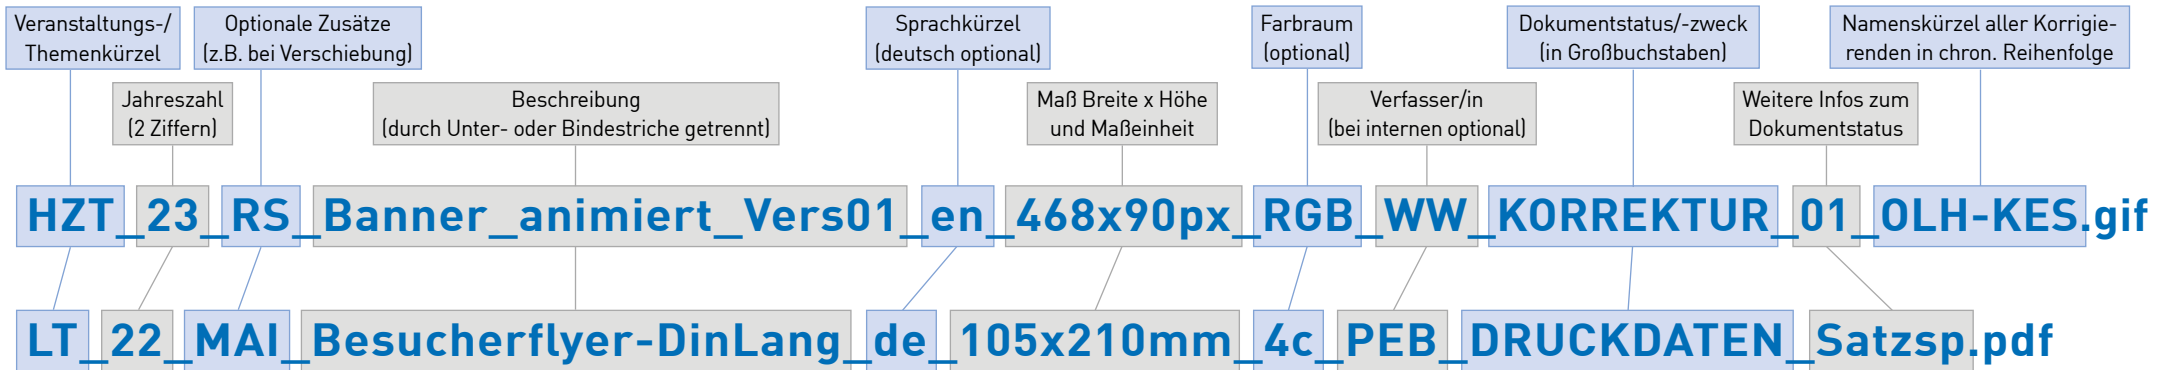 Veranstaltungs-/
Themenkürzel
Optionale Zusätze
(z.B. bei Verschiebung)
Sprachkürzel
(deutsch optional)
Farbraum
(optional)
Dokumentstatus/-zweck
(in Großbuchstaben)
Namenskürzel aller Korrigie-
renden in chron. Reihenfolge
Jahreszahl
(2 Ziffern)
Beschreibung
(durch Unter- oder Bindestriche getrennt)
Maß Breite x Höhe
und Maßeinheit
Verfasser/in
(bei internen optional)
Weitere Infos zum
Dokumentstatus
HZT_23_RS_Banner_animiert_Vers01_en_468x90px_RGB_WW_KORREKTUR_01_OLH-KES.gif
LT_22_MAI_Besucherflyer-DinLang_de_105x210mm_4c_PEB_DRUCKDATEN_Satzsp.pdf